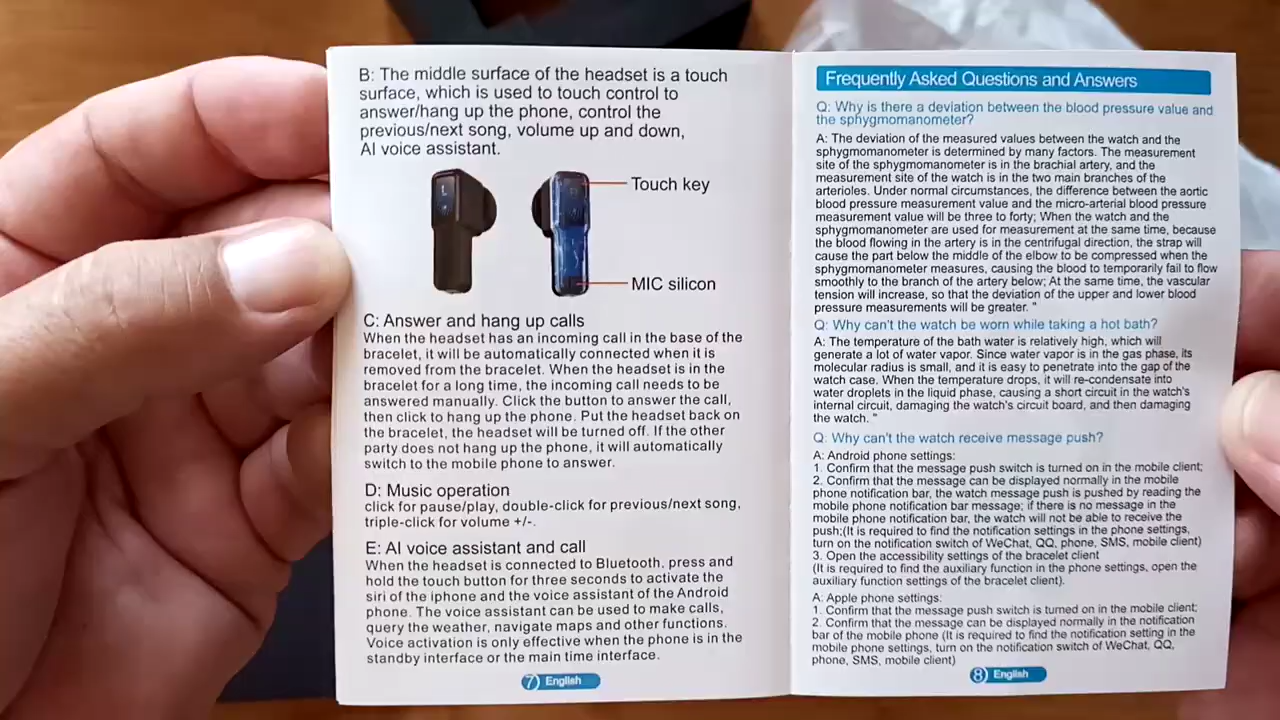 B: The middle surface of the headset is a touch
surface, which is used to touch control to
answer/hang up the phone, control the
previous/next song, volume up and down,
AI voice assistant.
L
Touch key
MIC silicon
C: Answer and hang up calls
When the headset has an incoming call in the base of the
bracelet, it will be automatically connected when it is
removed from the bracelet. When the headset is in the
bracelet for a long time, the incoming call needs to be
answered manually. Click the button to answer the call,
then click to hang up the phone. Put the headset back on
the bracelet, the headset will be turned off. If the other
party does not hang up the phone, it will automatically
switch to the mobile phone to answer.
D: Music operation
click for pause/play, double-click for previous/next song,
triple-click for volume +/-.
E: AI voice assistant and call
When the headset is connected to Bluetooth, press and
hold the touch button for three seconds to activate the
siri of the iphone and the voice assistant of the Android
phone. The voice assistant can be used to make calls,
query the weather, navigate maps and other functions.
Voice activation is only effective when the phone is in the
standby interface or the main time interface.
7 English
Frequently Asked Questions and Answers
Q: Why is there a deviation between the blood pressure value and
the sphygmomanometer?
A: The deviation of the measured values between the watch and the
sphygmomanometer is determined by many factors. The measurement
site of the sphygmomanometer is in the brachial artery, and the
measurement site of the watch is in the two main branches of the
arterioles. Under normal circumstances, the difference between the aortic
blood pressure measurement value and the micro-arterial blood pressure
measurement value will be three to forty; When the watch and the
sphygmomanometer are used for measurement at the same time, because
the blood flowing in the artery is in the centrifugal direction, the strap will
cause the part below the middle of the elbow to be compressed when the
sphygmomanometer measures, causing the blood to temporarily fail to flow
smoothly to the branch of the artery below; At the same time, the vascular
tension will increase, so that the deviation of the upper and lower blood
pressure measurements will be greater. "
Q: Why can't the watch be worn while taking a hot bath?
A: The temperature of the bath water is relatively high, which will
generate a lot of water vapor. Since water vapor is in the gas phase, its
molecular radius is small, and it is easy to penetrate into the gap of the
watch case. When the temperature drops, it will re-condensate into
water droplets in the liquid phase, causing a short circuit in the watch's
internal circuit, damaging the watch's circuit board, and then damaging
the watch. "
Q: Why can't the watch receive message push?
A: Android phone settings:
1. Confirm that the message push switch is turned on in the mobile client;
2. Confirm that the message can be displayed normally in the mobile
phone notification bar, the watch message push is pushed by reading the
mobile phone notification bar message; if there is no message in the
mobile phone notification bar, the watch will not be able to receive the
push;(It is required to find the notification settings in the phone settings,
turn on the notification switch of WeChat, QQ, phone, SMS, mobile client)
3. Open the accessibility settings of the bracelet client
(It is required to find the auxiliary function in the phone settings, open the
auxiliary function settings of the bracelet client).
A: Apple phone settings:
1. Confirm that the message push switch is turned on in the mobile client;
2. Confirm that the message can be displayed normally in the notification
bar of the mobile phone (It is required to find the notification setting in the
mobile phone settings, turn on the notification switch of WeChat, QQ,
phone, SMS, mobile client)
8 English